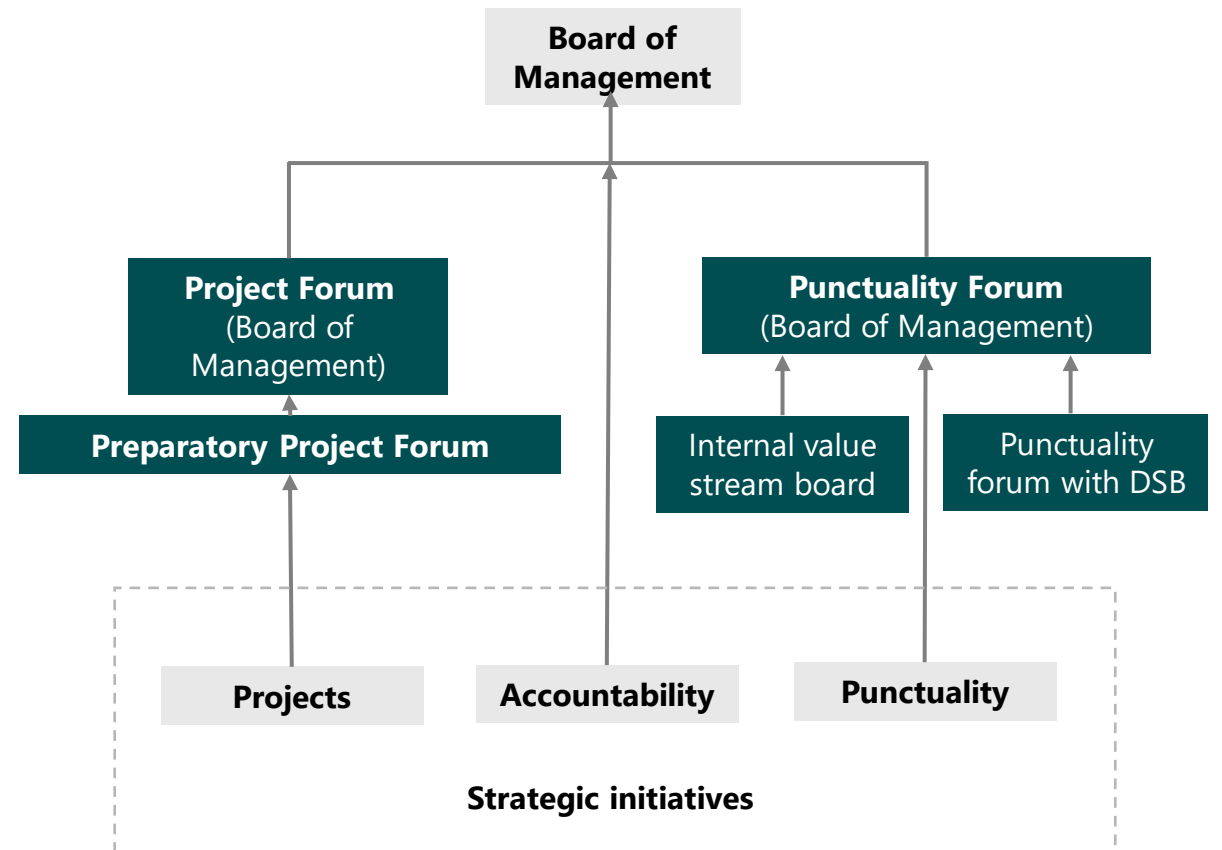 Board of
Management
Project Forum
(Board of
Management)
Punctuality Forum
(Board of Management)
Preparatory Project Forum
Internal value
stream board
Punctuality
forum with DSB
Projects
Accountability
Punctuality
Strategic initiatives